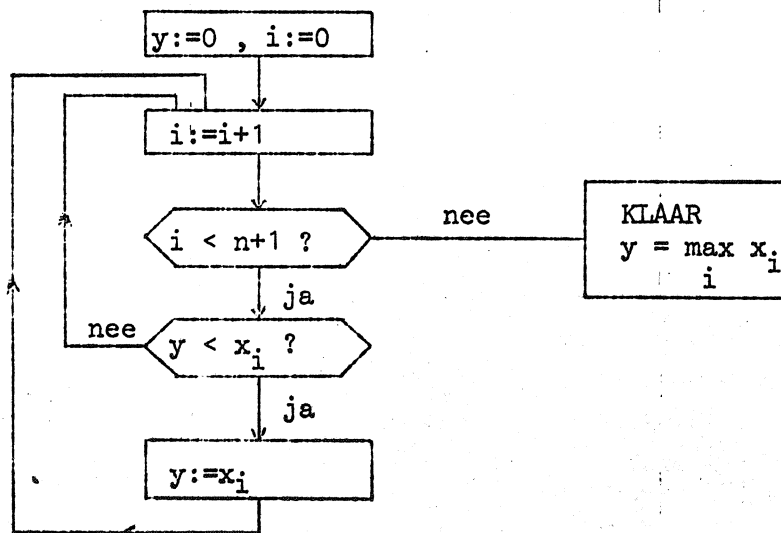 y:=0 , i:=0
i:=i+1
i < n+1 ?
nee
KLAAR
y = max x_i
i
ja
nee
y < x_i ?
ja
y:=x_i